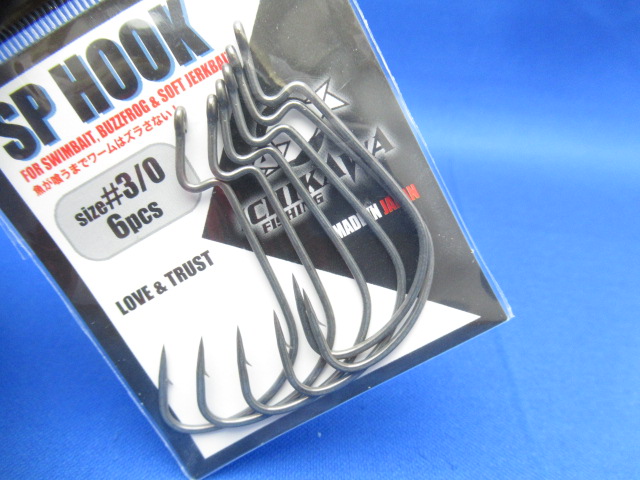 SP HOOK
FOR SWIMBAIT, BUZZFROG & SOFT JERKBAIT
魚が喰うまでワームはズラさない!
size#3/0
6pcs
LOVE & TRUST
FISHING
MADE IN JAPAN